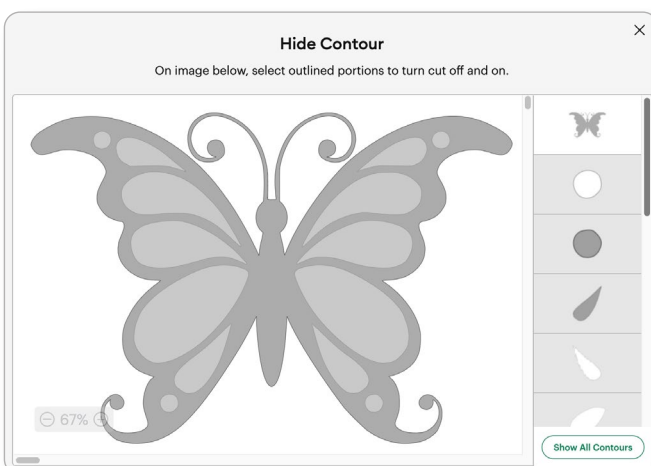 Hide Contour
On image below, select outlined portions to turn cut off and on.
67%
Show All Contours